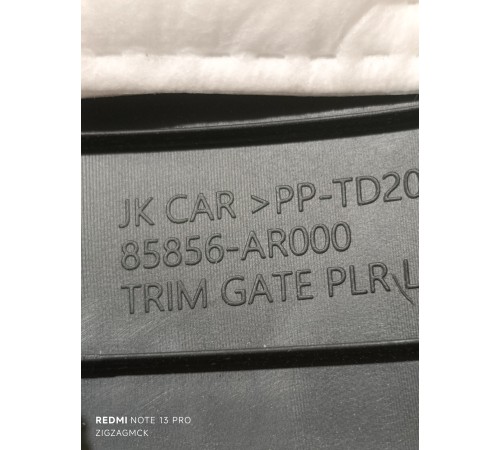 JK CAR >PP-TD20
85856-AR000
TRIM GATE PLR\L
REDMI NOTE 13 PRO
ZIGZAGMCK